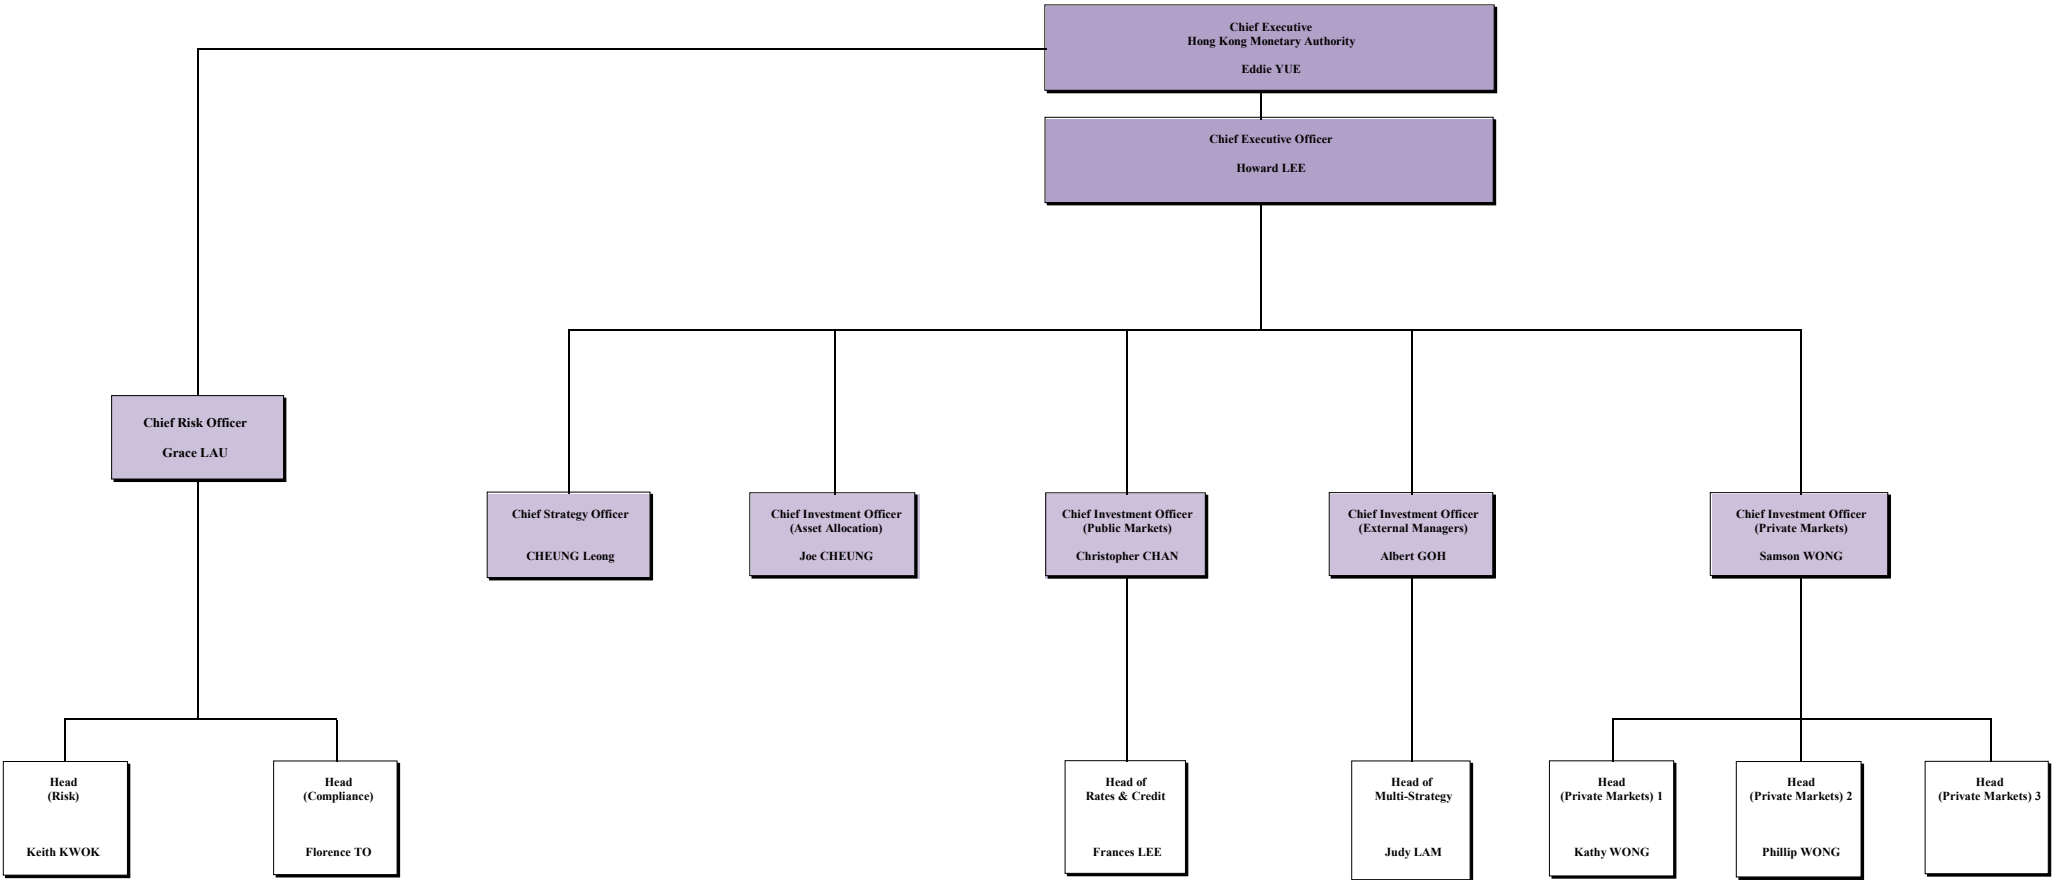 Chief Executive
Hong Kong Monetary Authority
Eddie YUE
Chief Executive Officer
Howard LEE
Chief Risk Officer
Grace LAU
Chief Strategy Officer
CHEUNG Leong
Chief Investment Officer
(Asset Allocation)
Joe CHEUNG
Chief Investment Officer
(Public Markets)
Christopher CHAN
Chief Investment Officer
(External Managers)
Albert GOH
Chief Investment Officer
(Private Markets)
Samson WONG
Head
(Risk)
Keith KWOK
Head
(Compliance)
Florence TO
Head of
Rates & Credit
Frances LEE
Head of
Multi-Strategy
Judy LAM
Head
(Private Markets) 1
Kathy WONG
Head
(Private Markets) 2
Phillip WONG
Head
(Private Markets) 3